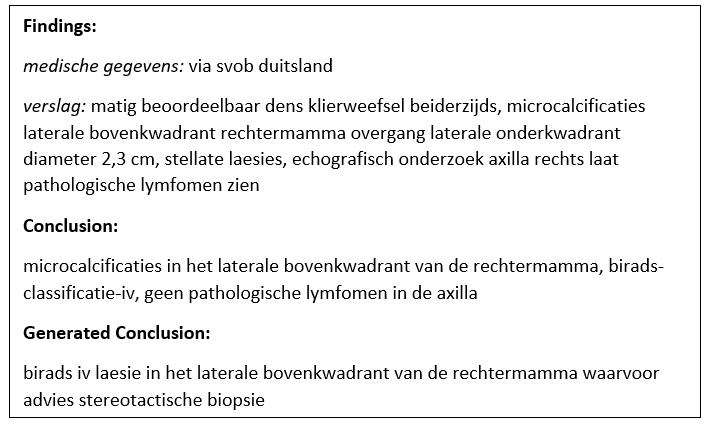 Findings:
medische gegevens: via svob duitsland
verslag: matig beoordeelbaar dens klierweefsel beiderzijds, microcalcificaties
laterale bovenkwadrant rechtermamma overgang laterale onderkwadrant
diameter 2,3 cm, stellate laesies, echografisch onderzoek axilla rechts laat
pathologische lymfomen zien
Conclusion:
microcalcificaties in het laterale bovenkwadrant van de rechtermamma, birads-
classificatie-iv, geen pathologische lymfomen in de axilla
Generated Conclusion:
birads iv laesie in het laterale bovenkwadrant van de rechtermamma waarvoor
advies stereotactische biopsie